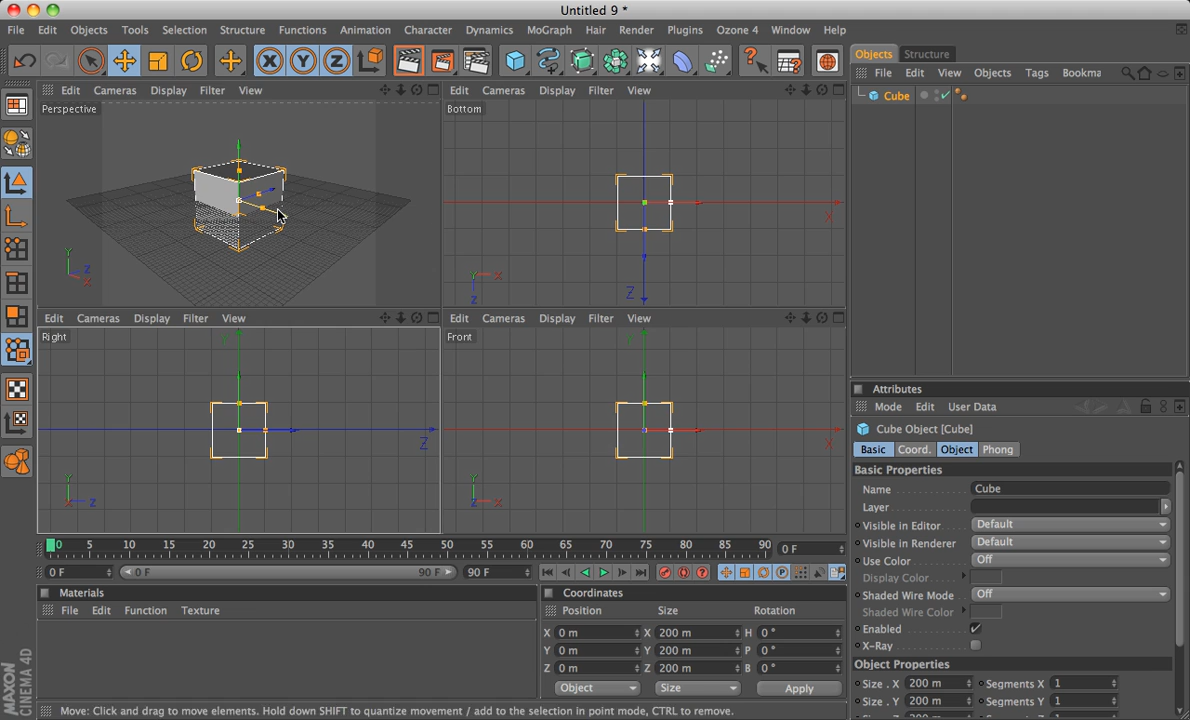 Untitled 9 *
File Edit Objects Tools Selection Structure Functions Animation Character Dynamics MoGraph Hair Render Plugins Ozone 4 Window Help
X Y Z
Objects Structure
File Edit View Objects Tags Bookma
Cube
Edit Cameras Display Filter View
Perspective
Y Z X
Edit Cameras Display Filter View
Bottom
X
Z
Y X
Z
Edit Cameras Display Filter View
Right
Y
Z
Y
X Z
Edit Cameras Display Filter View
Front
Y
X
Y
Z X
0 5 10 15 20 25 30 35 40 45 50 55 60 65 70 75 80 85 90 0 F
0 F 0 F 90 F 90 F
Materials
File Edit Function Texture
Coordinates
Position Size Rotation
X 0 m X 200 m H 0 °
Y 0 m Y 200 m P 0 °
Z 0 m Z 200 m B 0 °
Object Size Apply
Attributes
Mode Edit User Data
Cube Object [Cube]
Basic Coord. Object Phong
Basic Properties
Name Cube
Layer
Visible in Editor Default
Visible in Renderer Default
Use Color Off
Display Color
Shaded Wire Mode Off
Shaded Wire Color
Enabled
X-Ray
Object Properties
Size . X 200 m Segments X 1
Size . Y 200 m Segments Y 1
MAXON
CINEMA 4D
Move: Click and drag to move elements. Hold down SHIFT to quantize movement / add to the selection in point mode, CTRL to remove.